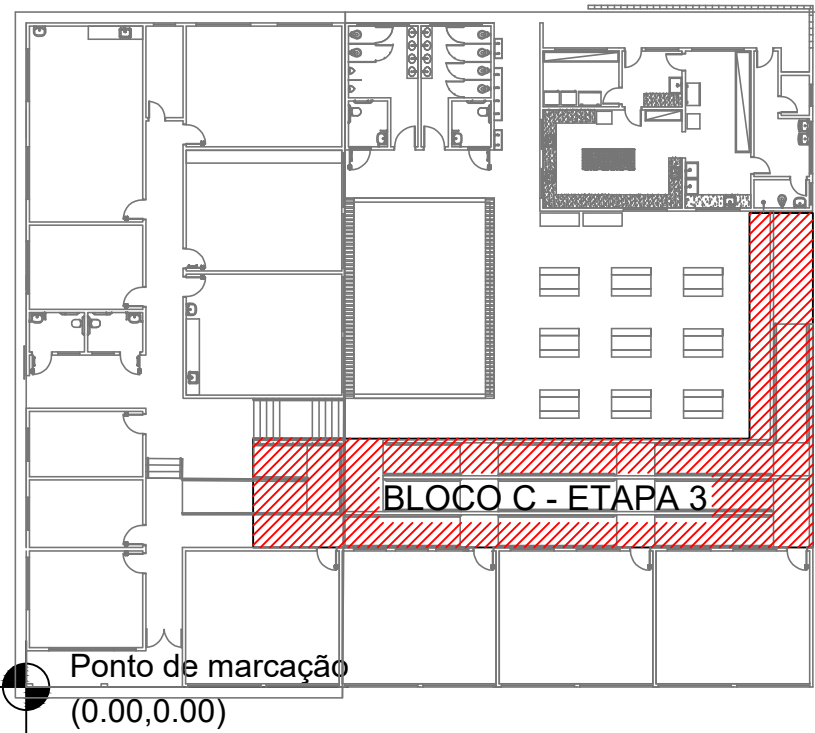 BLOCO C - ETAPA 3
Ponto de marcação
(0.00,0.00)